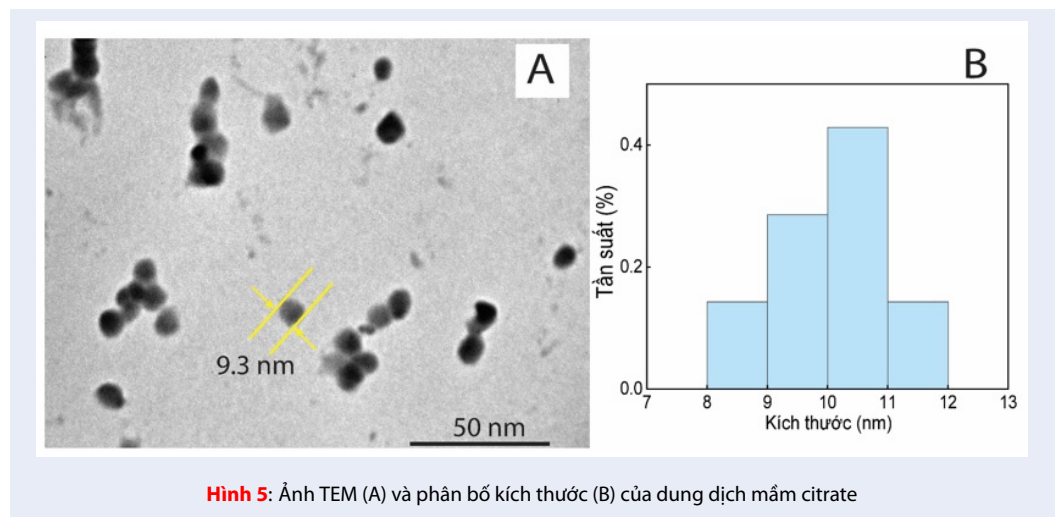 A
9.3 nm
50 nm
B
Tần suát (%)
0.4
0.2
0.0
7 8 9 10 11 12 13
Kích thước (nm)
Hình 5: Ảnh TEM (A) và phân bố kích thước (B) của dung dịch mầm citrate